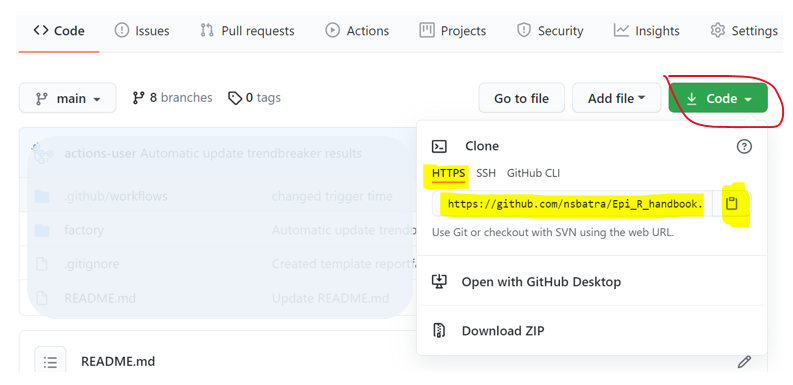 Code Issues Pull requests Actions Projects Security Insights Settings
main 8 branches 0 tags Go to file Add file Code
Clone
actions-user Automatic update trendbreaker results
HTTPS SSH GitHub CLI
.github/workflows changed trigger time
https://github.com/nsbatra/Epi_R_handbook.
factory Automatic update trend
Use Git or checkout with SVN using the web URL.
.gitignore Created template report
Open with GitHub Desktop
README.md Update README.md
Download ZIP
README.md